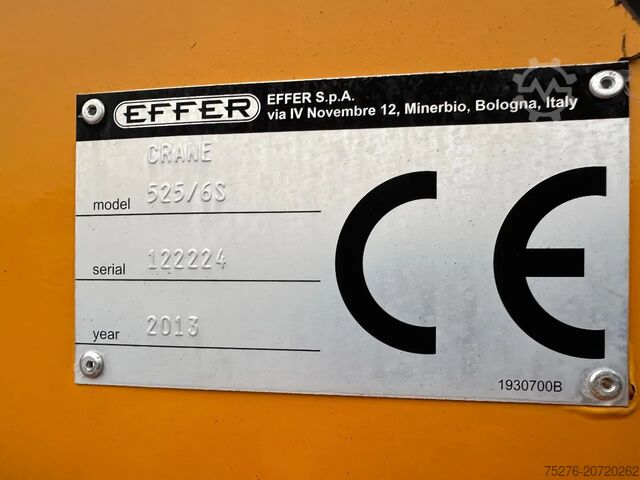 EFFER
EFFER S.p.A.
via IV Novembre 12, Minerbio, Bologna, Italy
CRANE
model 525/6S
serial 122224
year 2013
CE
1930700B
75276-20720262